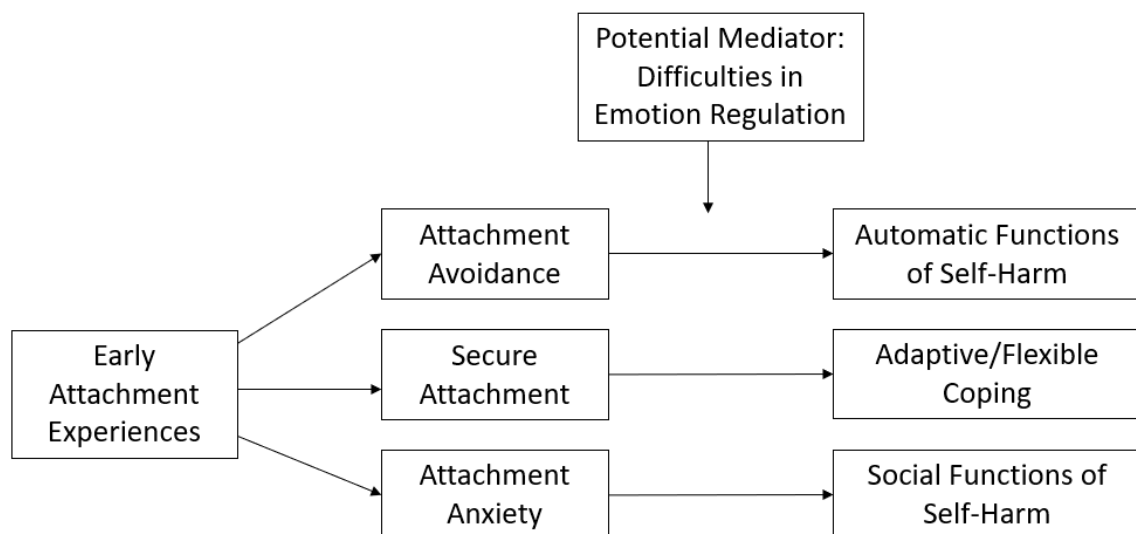 Potential Mediator:
Difficulties in
Emotion Regulation
Attachment
Avoidance
Automatic Functions
of Self-Harm
Early
Attachment
Experiences
Secure
Attachment
Adaptive/Flexible
Coping
Attachment
Anxiety
Social Functions of
Self-Harm